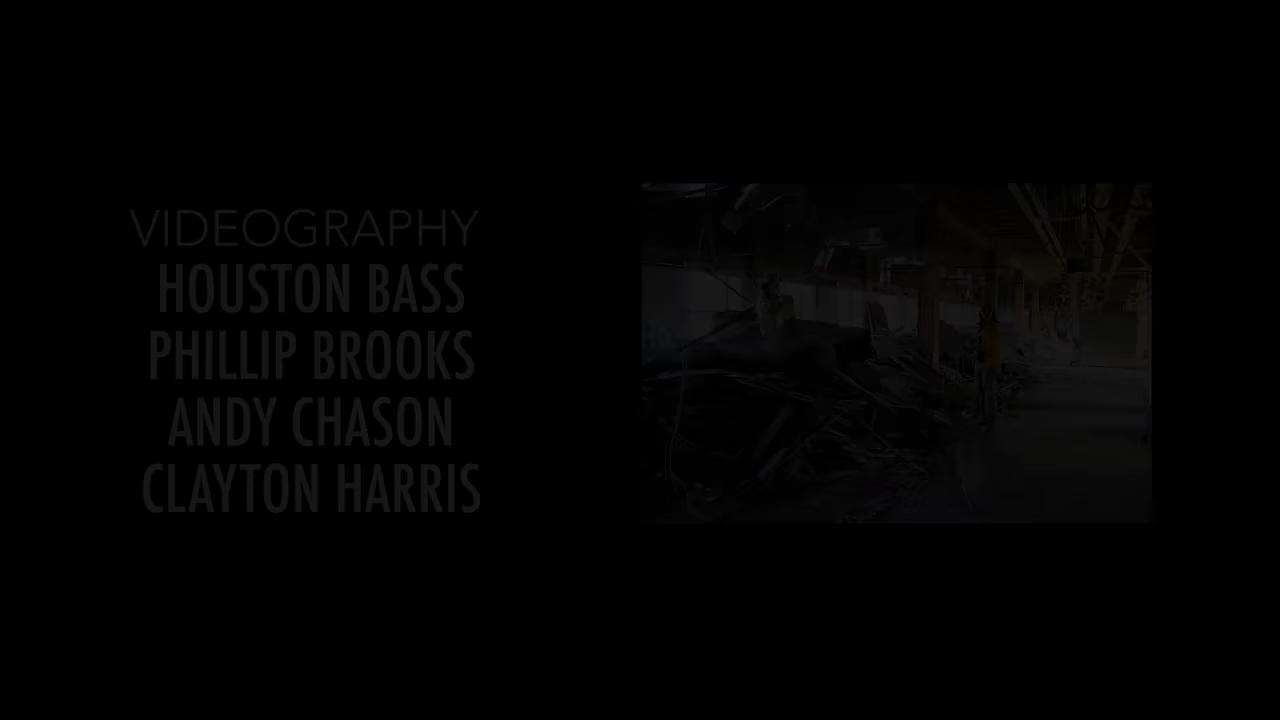 VIDEOGRAPHY
HOUSTON BASS
PHILLIP BROOKS
ANDY CHASON
CLAYTON HARRIS